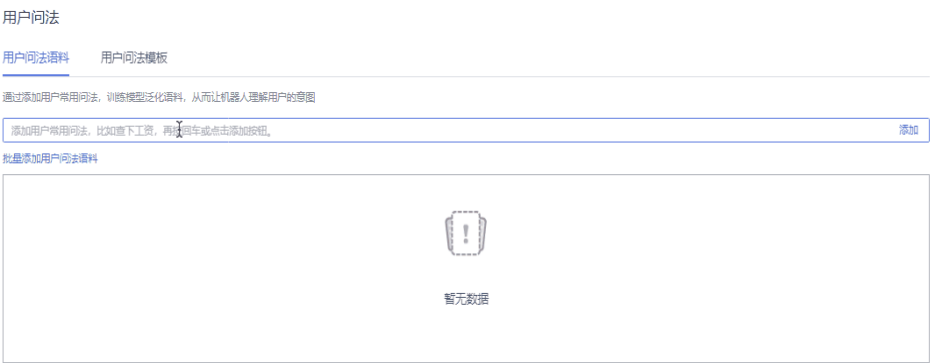 用户问法
用户问法语料 用户问法模板
通过添加用户常用问法，训练模型泛化语料，从而让机器人理解用户的意图
添加用户常用问法，比如查下工资，再按回车或点击添加按钮。 添加
批量添加用户问法语料
暂无数据